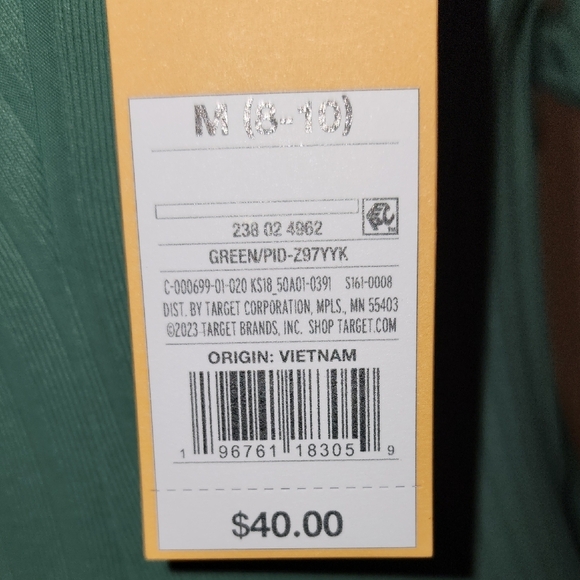 M (8-10)
238 02 4962
GREEN/PID-Z97YYK
C-000699-01-020 KS18_50A01-0391 S161-0008
DIST. BY TARGET CORPORATION, MPLS., MN 55403
©2023 TARGET BRANDS, INC. SHOP TARGET.COM
ORIGIN: VIETNAM
1 96761 18305 9
$40.00